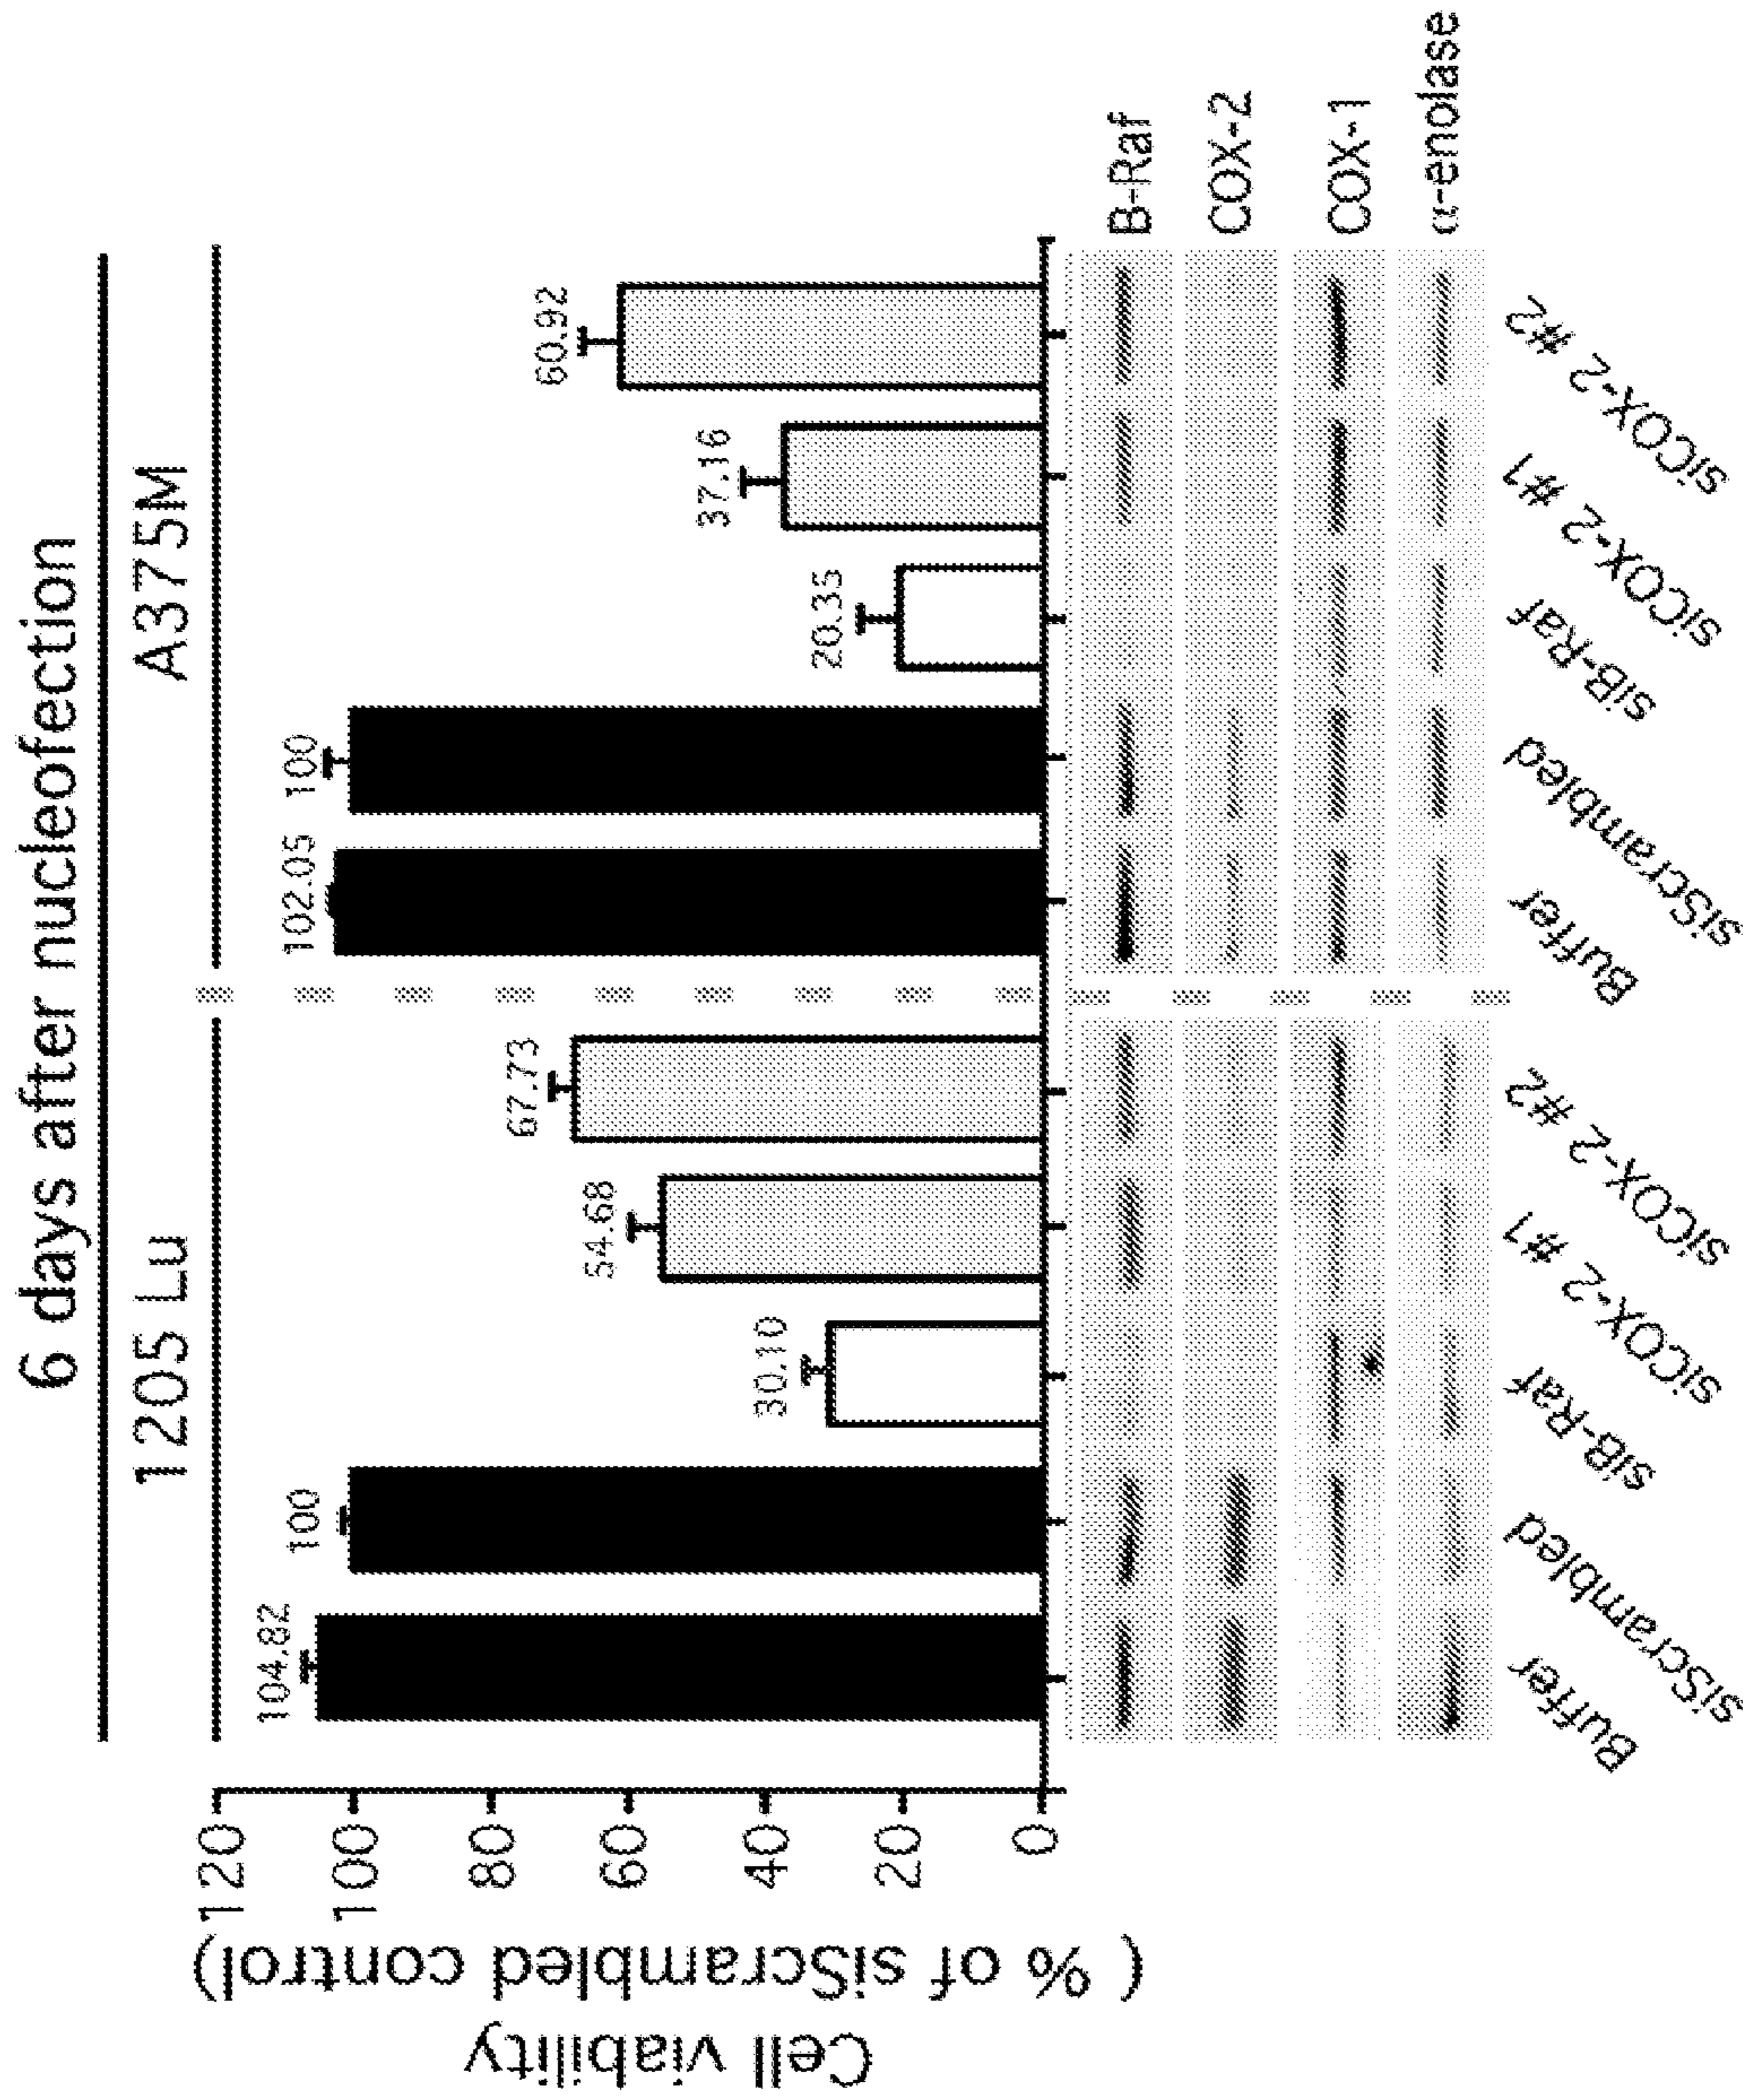 6 days after nucleofection
1205 Lu
A375M
Cell viability
( % of siScrambled control)
120
100
80
60
40
20
0
104.82
100
30.10
54.68
67.73
102.05
100
20.35
37.16
60.92
B-Raf
COX-2
COX-1
α-enolase
Buffer
siScrambled
siB-Raf
siCOX-2 #1
siCOX-2 #2
Buffer
siScrambled
siB-Raf
siCOX-2 #1
siCOX-2 #2